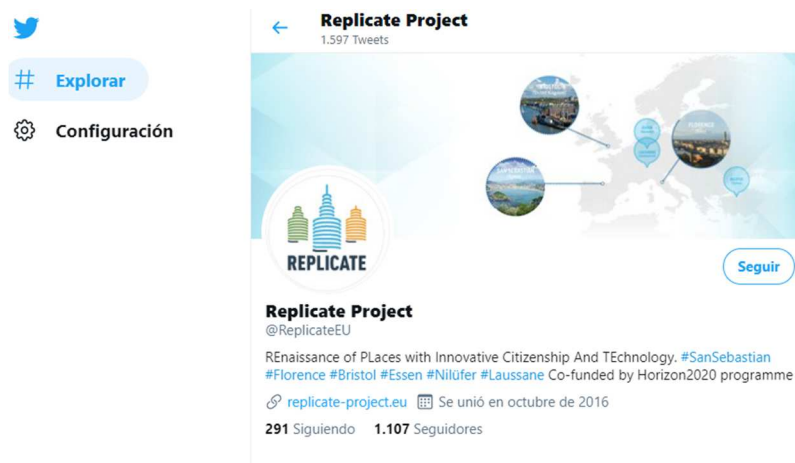 Replicate Project
1.597 Tweets
Explorar
Configuración
FLORENCE
REPLICATE
Seguir
Replicate Project
@ReplicateEU
REnaissance of PLaces with Innovative Citizenship And TEchnology. #SanSebastian
#Florence #Bristol #Essen #Nilüfer #Laussane Co-funded by Horizon2020 programme
replicate-project.eu Se unió en octubre de 2016
291 Siguiendo 1.107 Seguidores